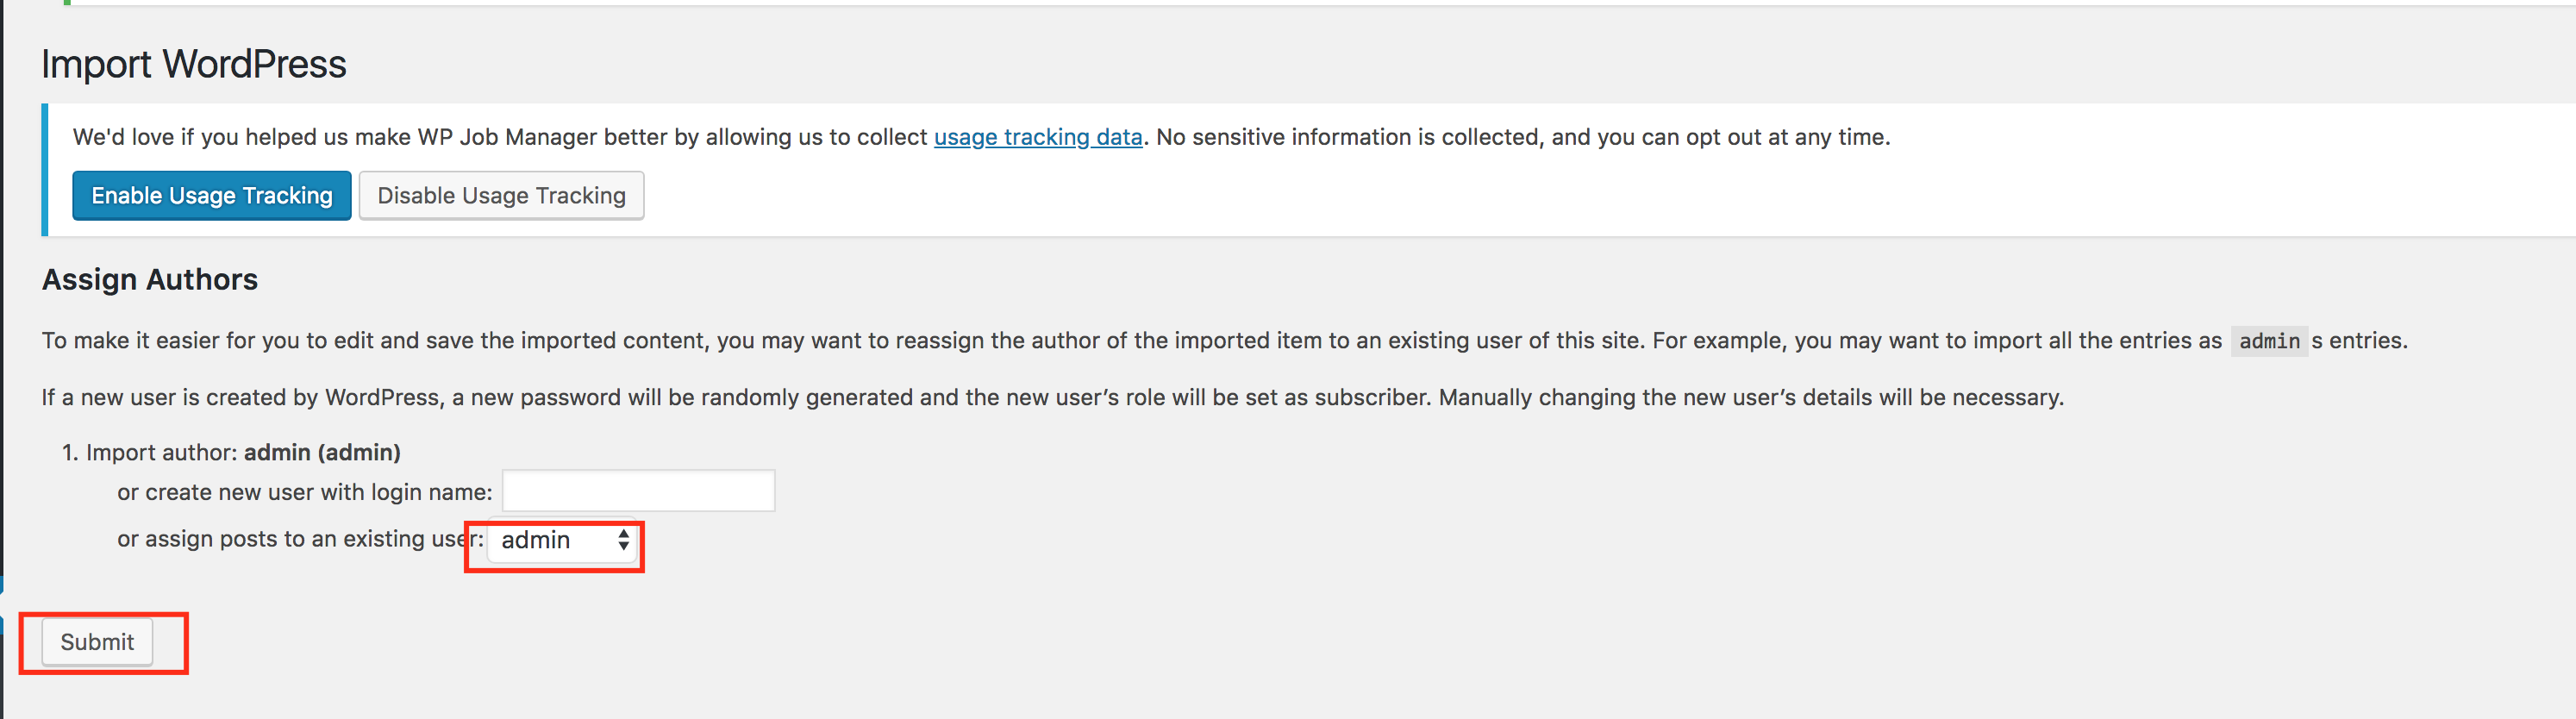 Import WordPress
We'd love if you helped us make WP Job Manager better by allowing us to collect usage tracking data. No sensitive information is collected, and you can opt out at any time.
Enable Usage Tracking Disable Usage Tracking
Assign Authors
To make it easier for you to edit and save the imported content, you may want to reassign the author of the imported item to an existing user of this site. For example, you may want to import all the entries as admin s entries.
If a new user is created by WordPress, a new password will be randomly generated and the new user’s role will be set as subscriber. Manually changing the new user’s details will be necessary.
1. Import author: admin (admin)
or create new user with login name:
or assign posts to an existing user: admin
Submit